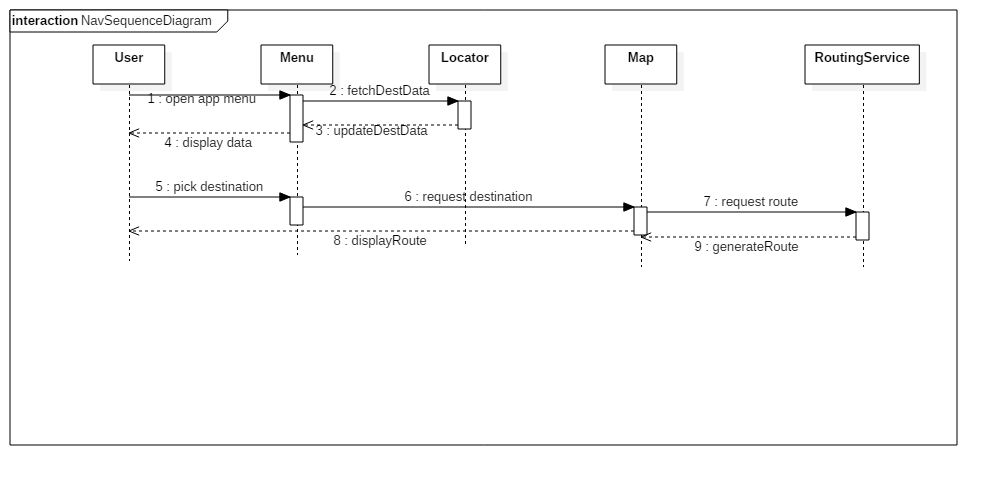 interaction NavSequenceDiagram
User
Menu
Locator
Map
RoutingService
1 : open app menu
2 : fetchDestData
3 : updateDestData
4 : display data
5 : pick destination
6 : request destination
7 : request route
8 : displayRoute
9 : generateRoute